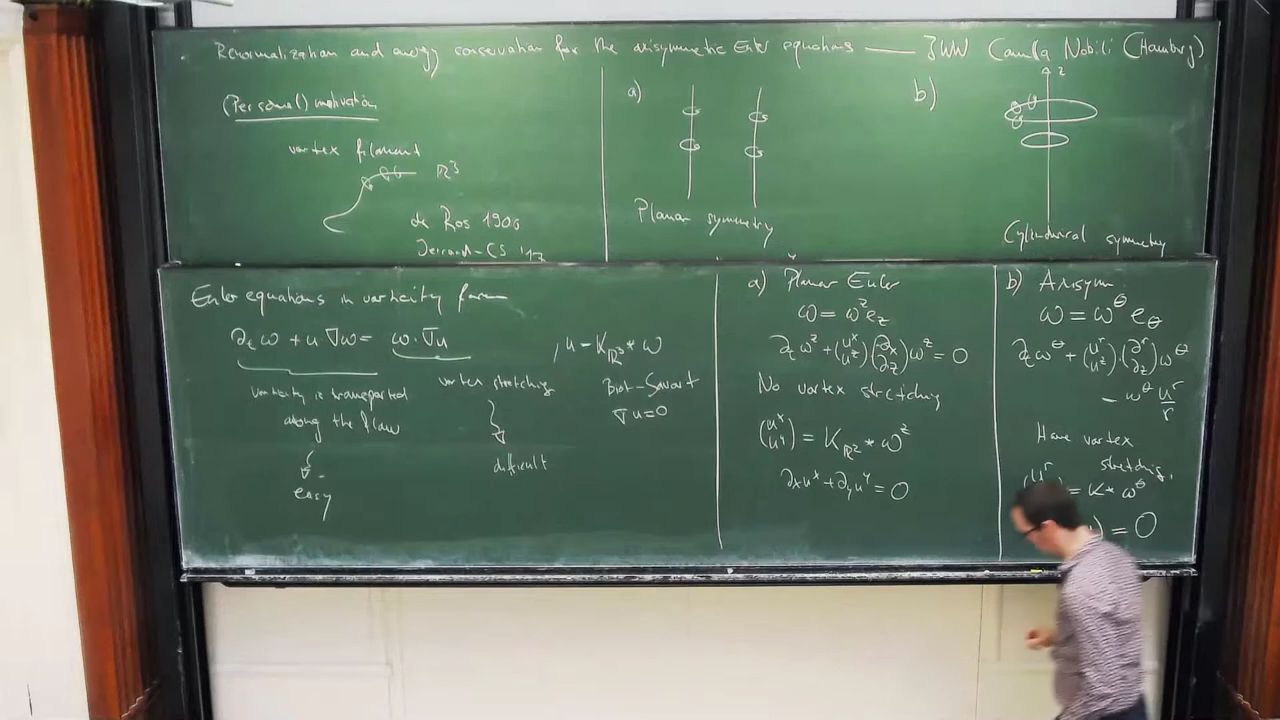 Renormalization and energy conservation for the axisymmetric Euler equations — JWW Camilla Nobili (Hamburg)
(Personal) motivation
vortex filament
ℝ³
da Rios 1906
Jerrard-CS '17
a)
Planar symmetry
b)
z
Cylindrical symmetry
Euler equations in vorticity form
∂ₜω + u·∇ω = ω·∇u , u = K_ℝ³ * ω
Vorticity is transported along the flow
easy
vortex stretching
difficult
Biot-Savart
∇u=0
a) Planar Euler
ω = ω^z e_z
∂ₜω^z + (u^x u^z)·(∂x ∂z) ω^z = 0
No vortex stretching
(u^x u^y) = K_ℝ² * ω^z
∂ₓu^x + ∂_y u^y = 0
b) Axisym
ω = ω^θ e_θ
∂ₜω^θ + (u^r u^z)·(∂r ∂z) ω^θ
- ω^θ u^r/r
Have vortex
stretching,
= K * ω^θ
) = 0